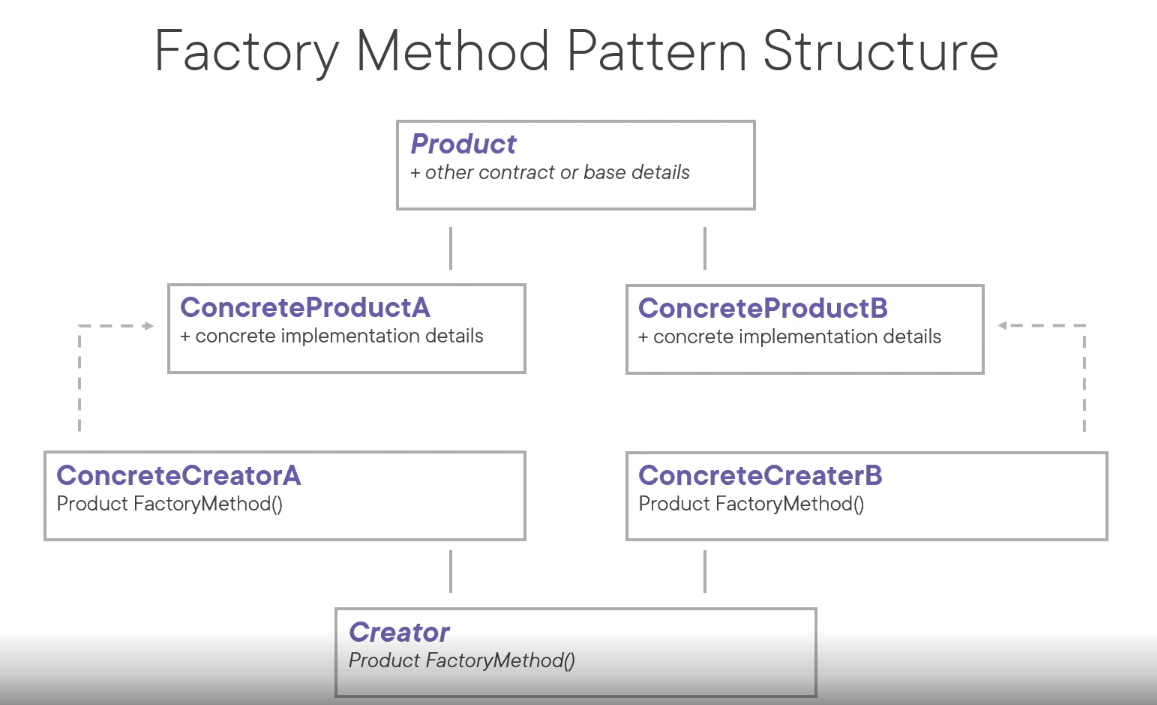 Factory Method Pattern Structure
Product
+ other contract or base details
ConcreteProductA
+ concrete implementation details
ConcreteProductB
+ concrete implementation details
ConcreteCreatorA
Product FactoryMethod()
ConcreteCreaterB
Product FactoryMethod()
Creator
Product FactoryMethod()